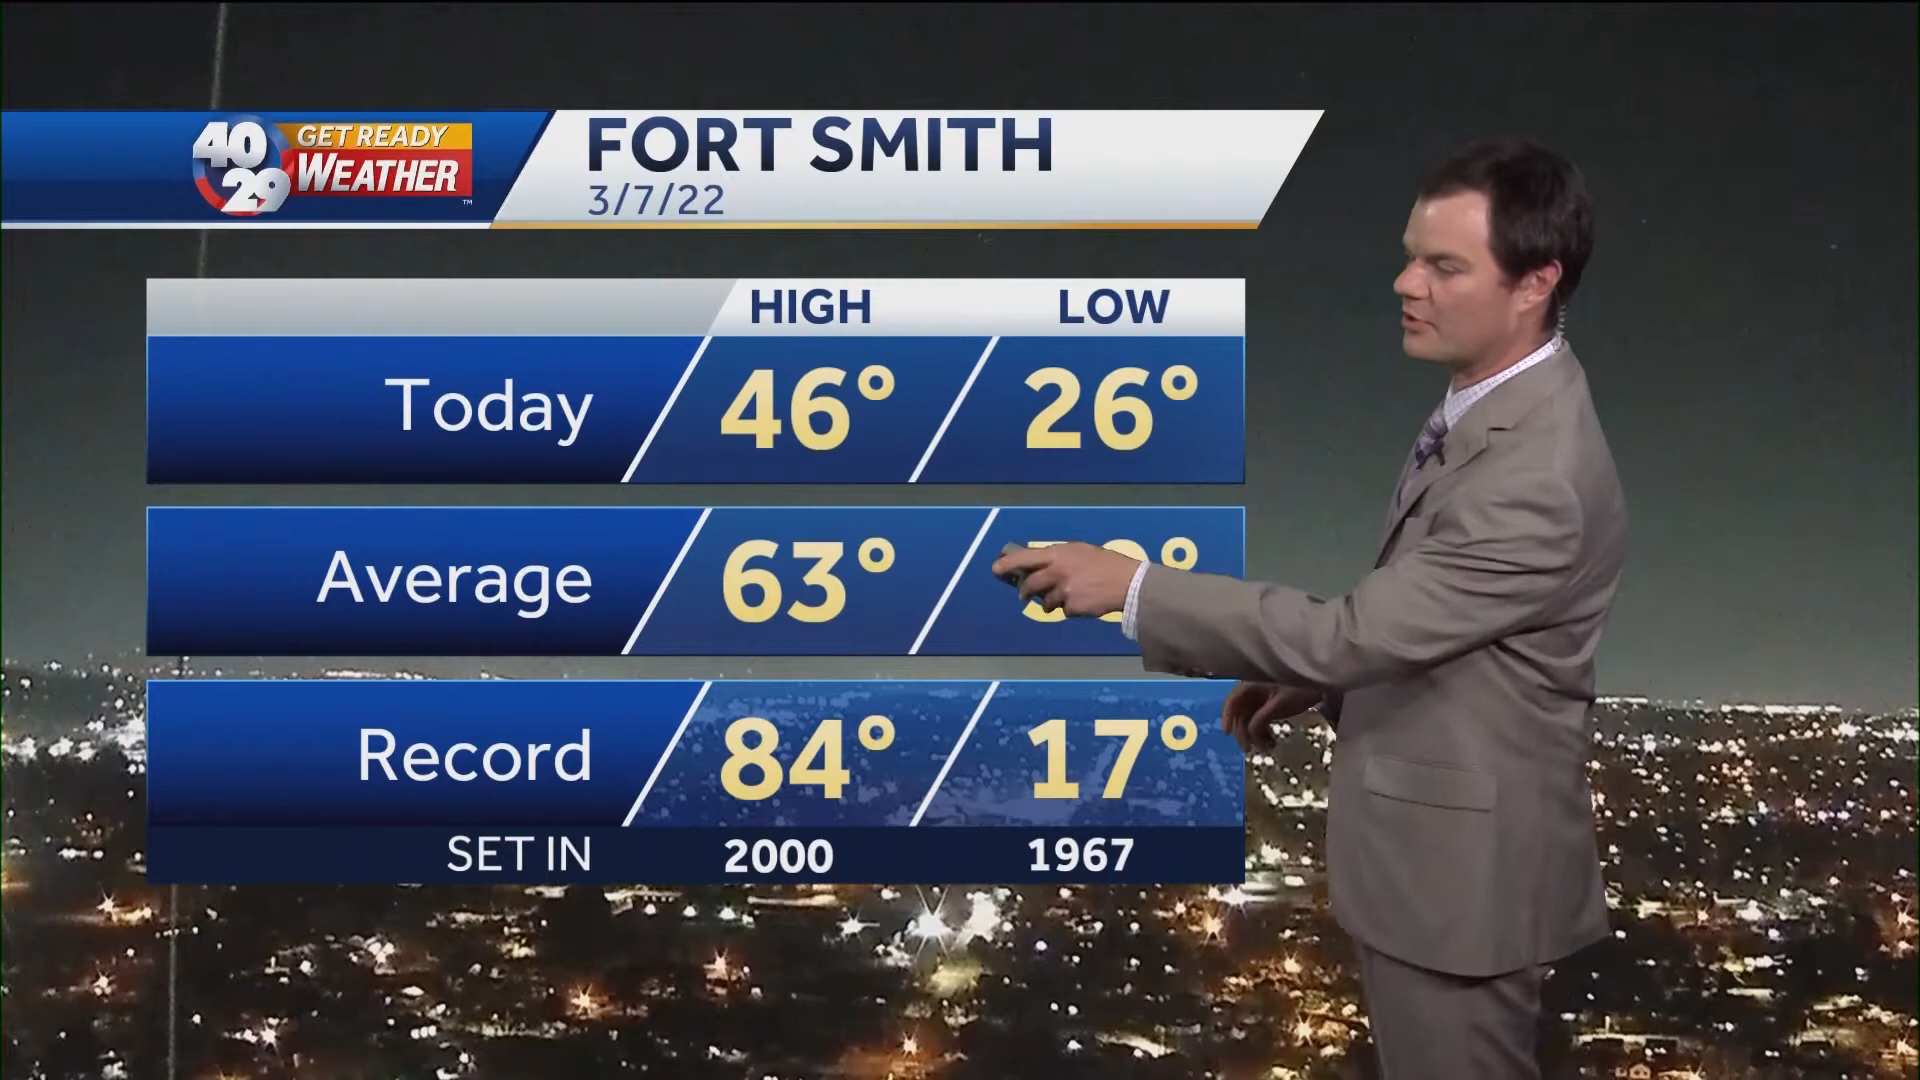 40
29
GET READY
WEATHER™
FORT SMITH
3/7/22
HIGH LOW
Today 46° 26°
Average 63°
Record 84° 17°
SET IN 2000 1967